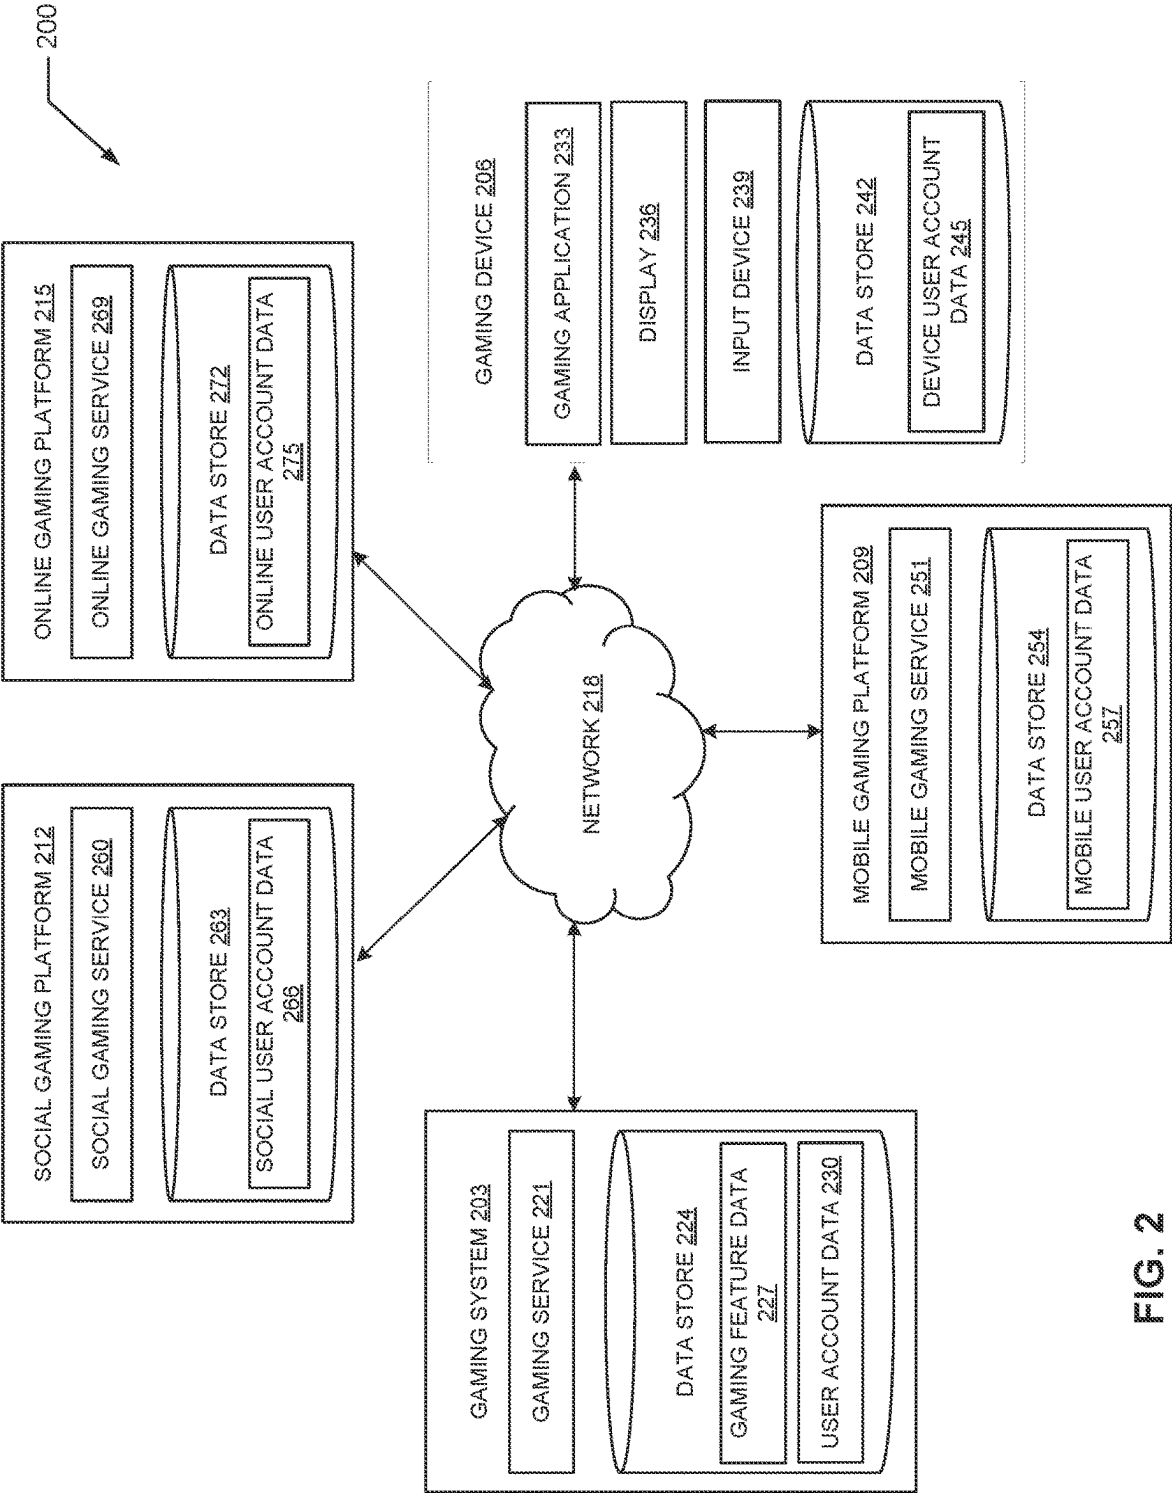 200
SOCIAL GAMING PLATFORM 212
SOCIAL GAMING SERVICE 260
DATA STORE 263
SOCIAL USER ACCOUNT DATA
266
ONLINE GAMING PLATFORM 215
ONLINE GAMING SERVICE 269
DATA STORE 272
ONLINE USER ACCOUNT DATA
275
GAMING SYSTEM 203
GAMING SERVICE 221
DATA STORE 224
GAMING FEATURE DATA
227
USER ACCOUNT DATA 230
NETWORK 218
GAMING DEVICE 206
GAMING APPLICATION 233
DISPLAY 236
INPUT DEVICE 239
DATA STORE 242
DEVICE USER ACCOUNT
DATA 245
MOBILE GAMING PLATFORM 209
MOBILE GAMING SERVICE 251
DATA STORE 254
MOBILE USER ACCOUNT DATA
257
FIG. 2